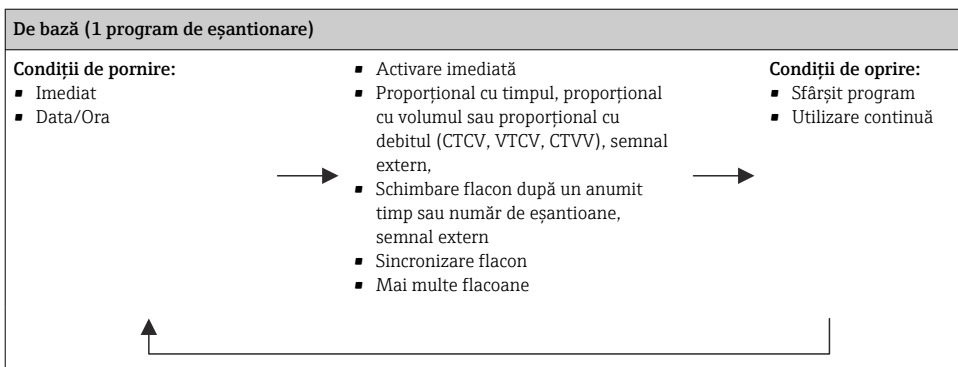 De bază (1 program de eșantionare)
Condiții de pornire:
▪ Imediat
▪ Data/Ora
▪ Activare imediată
▪ Proporțional cu timpul, proporțional
cu volumul sau proporțional cu
debitul (CTCV, VTCV, CTVV), semnal
extern,
▪ Schimbare flacon după un anumit
timp sau număr de eșantioane,
semnal extern
▪ Sincronizare flacon
▪ Mai multe flacoane
Condiții de oprire:
▪ Sfârșit program
▪ Utilizare continuă